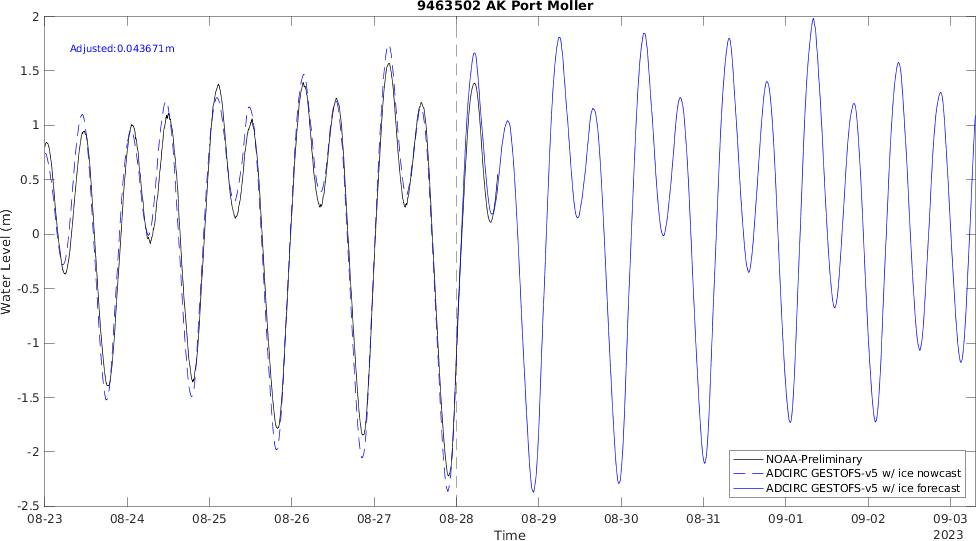 9463502 AK Port Moller
Adjusted:0.043671m
Water Level (m)
2
1.5
1
0.5
0
-0.5
-1
-1.5
-2
-2.5
NOAA-Preliminary
ADCIRC GESTOFS-v5 w/ ice nowcast
ADCIRC GESTOFS-v5 w/ ice forecast
08-23 08-24 08-25 08-26 08-27 08-28 08-29 08-30 08-31 09-01 09-02 09-03
Time
2023